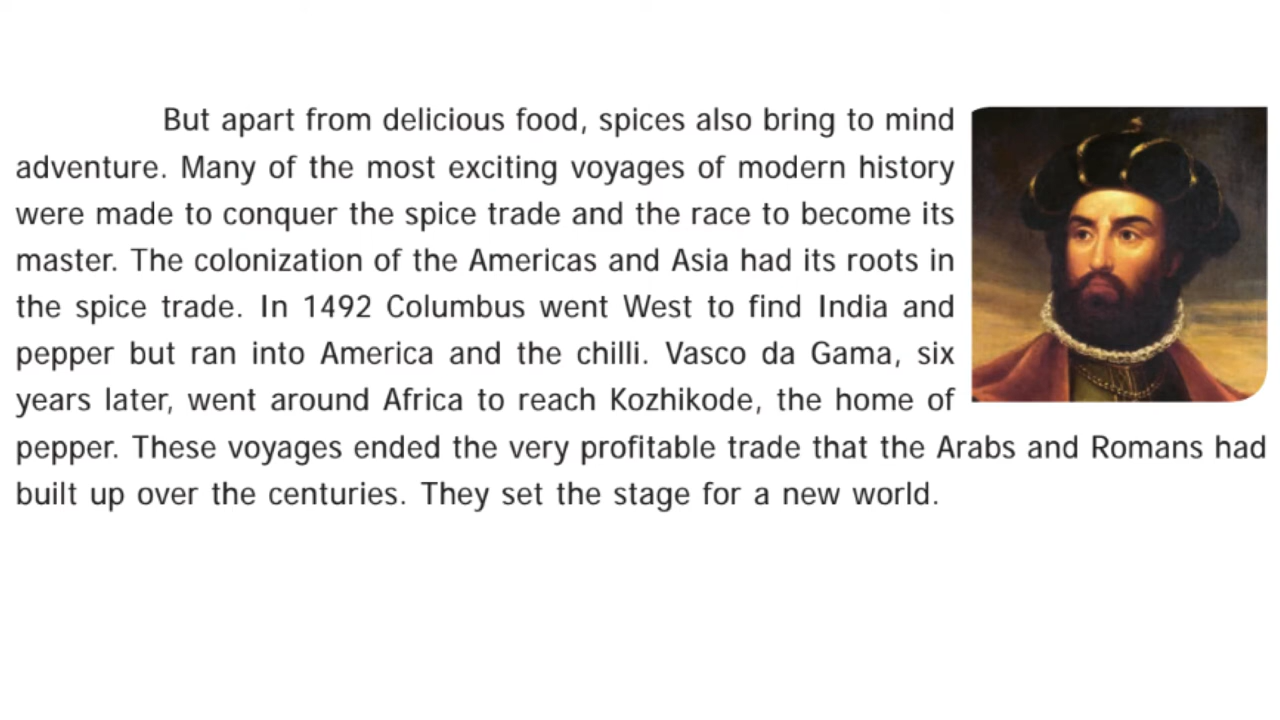 But apart from delicious food, spices also bring to mind
adventure. Many of the most exciting voyages of modern history
were made to conquer the spice trade and the race to become its
master. The colonization of the Americas and Asia had its roots in
the spice trade. In 1492 Columbus went West to find India and
pepper but ran into America and the chilli. Vasco da Gama, six
years later, went around Africa to reach Kozhikode, the home of
pepper. These voyages ended the very profitable trade that the Arabs and Romans had
built up over the centuries. They set the stage for a new world.